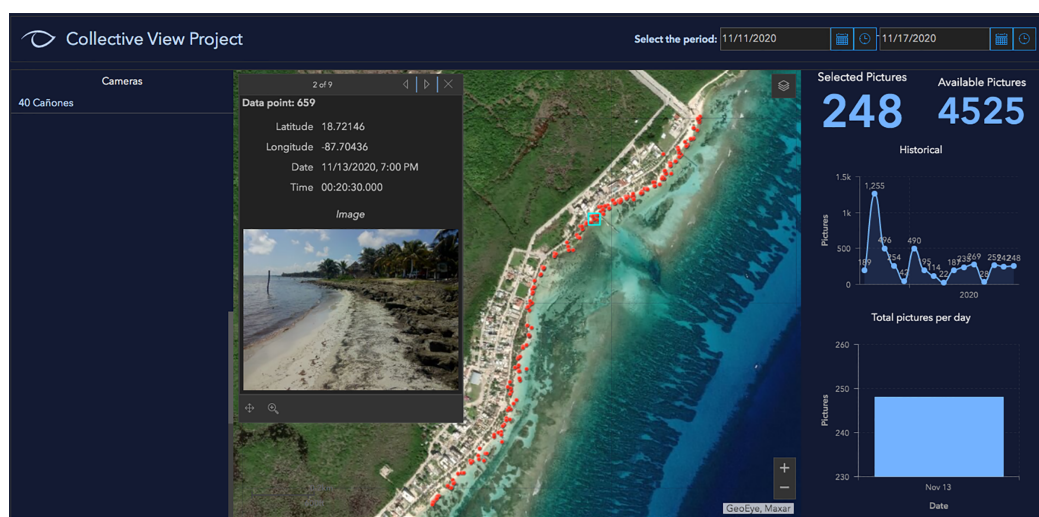 Collective View Project
Select the period: 11/11/2020 - 11/17/2020
Cameras
40 Cañones
2 of 9
Data point: 659
Latitude 18.72146
Longitude -87.70436
Date 11/13/2020, 7:00 PM
Time 00:20:30.000
Image
GeoEye, Maxar
Selected Pictures
248
Available Pictures
4525
Historical
Pictures
1.5k
1k
500
0
189 1,255 496 254 42 490 195 114 22 187 235 269 28 242 248
2020
Total pictures per day
Pictures
260
250
240
230
Nov 13
Date